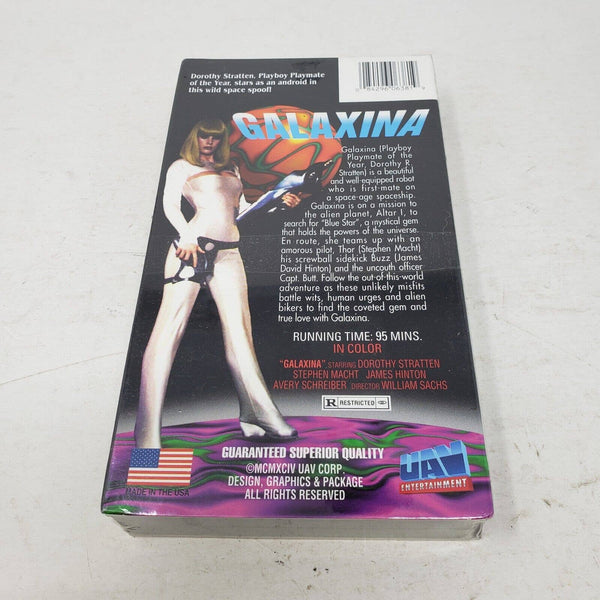 Dorothy Stratten, Playboy Playmate
of the Year, stars as an android in
this wild space spoof!
0 84296 06387 9
GALAXINA
Galaxina (Playboy
Playmate of the
Year, Dorothy R.
Stratten) is a beautiful
and well-equipped robot
who is first-mate on
a space-age spaceship.
Galaxina is on a mission to
the alien planet, Altar I, to
search for "Blue Star", a mystical gem
that holds the powers of the universe.
En route, she teams up with an
amorous pilot, Thor (Stephen Macht)
his screwball sidekick Buzz (James
David Hinton) and the uncouth officer
Capt. Butt. Follow the out-of-this-world
adventure as these unlikely misfits
battle wits, human urges and alien
bikers to find the coveted gem and
true love with Galaxina.
RUNNING TIME: 95 MINS.
IN COLOR
"GALAXINA" STARRING DOROTHY STRATTEN
STEPHEN MACHT JAMES HINTON
AVERY SCHREIBER DIRECTOR WILLIAM SACHS
R RESTRICTED
GUARANTEED SUPERIOR QUALITY
©MCMXCIV UAV CORP.
DESIGN, GRAPHICS & PACKAGE
ALL RIGHTS RESERVED
MADE IN THE USA
UAV
ENTERTAINMENT